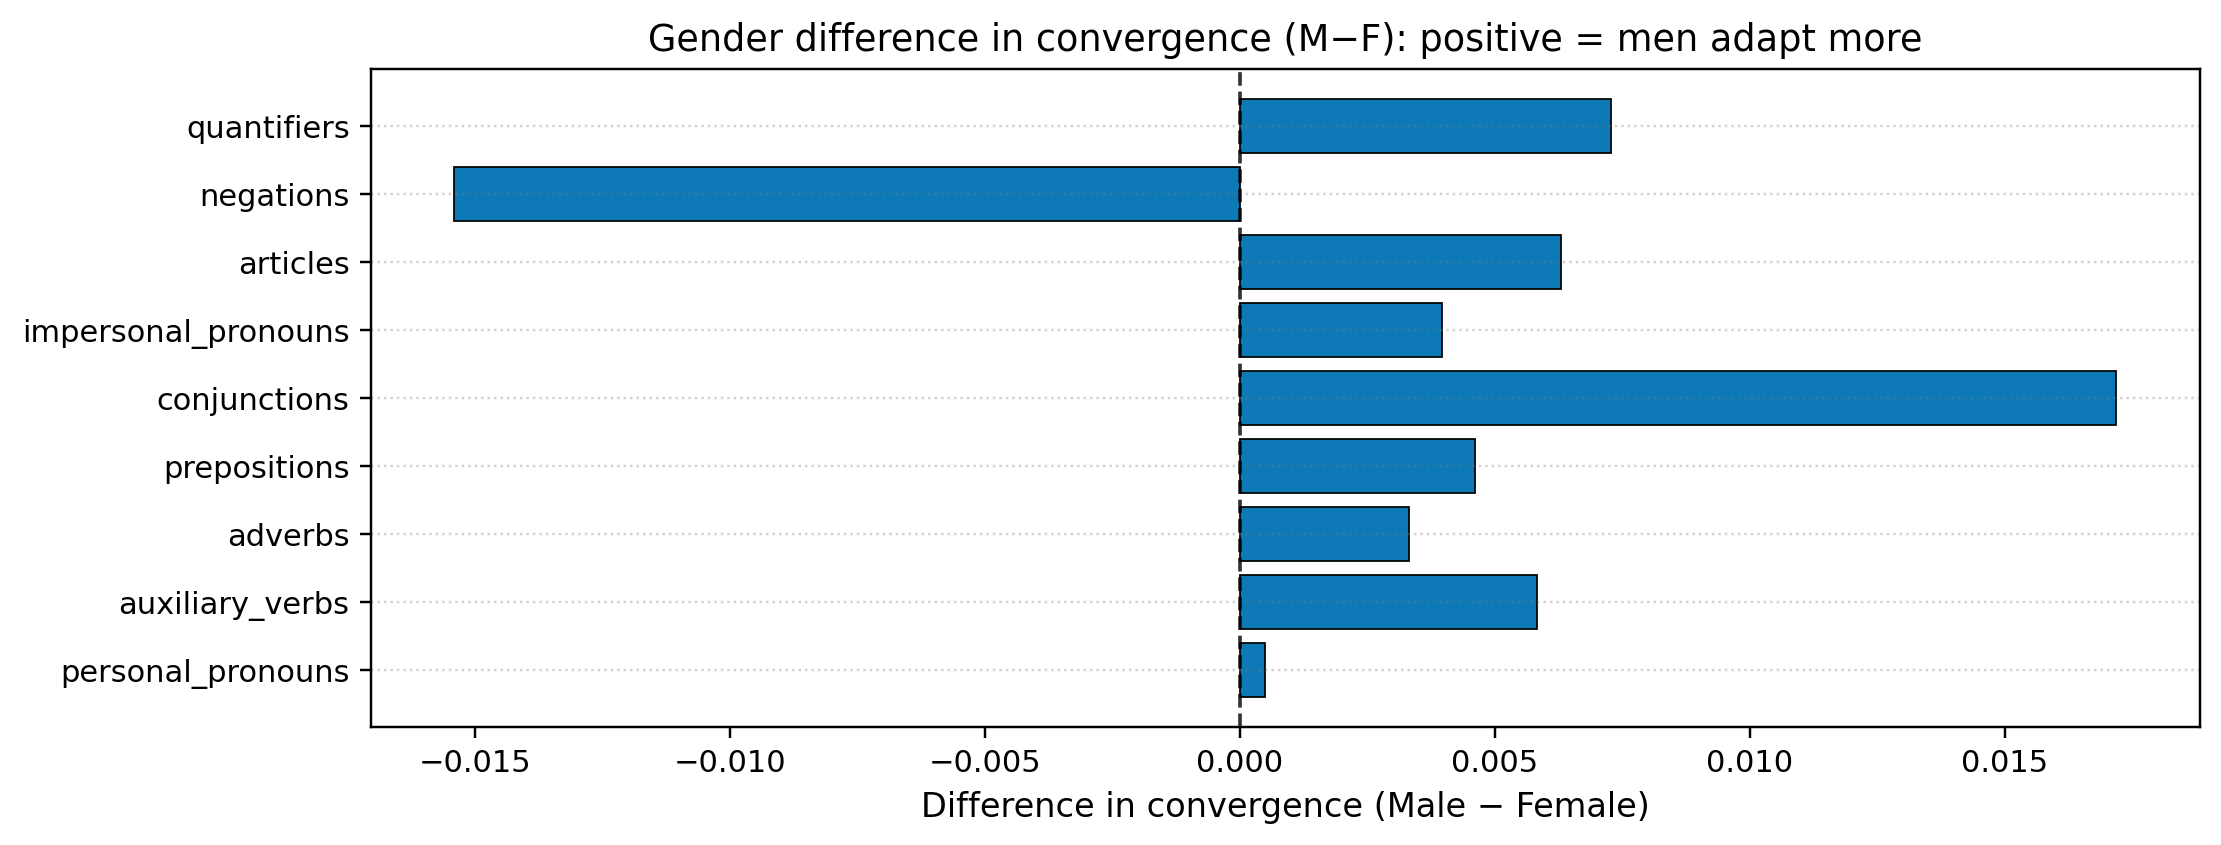 Gender difference in convergence (M−F): positive = men adapt more
quantifiers
negations
articles
impersonal_pronouns
conjunctions
prepositions
adverbs
auxiliary_verbs
personal_pronouns
−0.015 −0.010 −0.005 0.000 0.005 0.010 0.015
Difference in convergence (Male − Female)